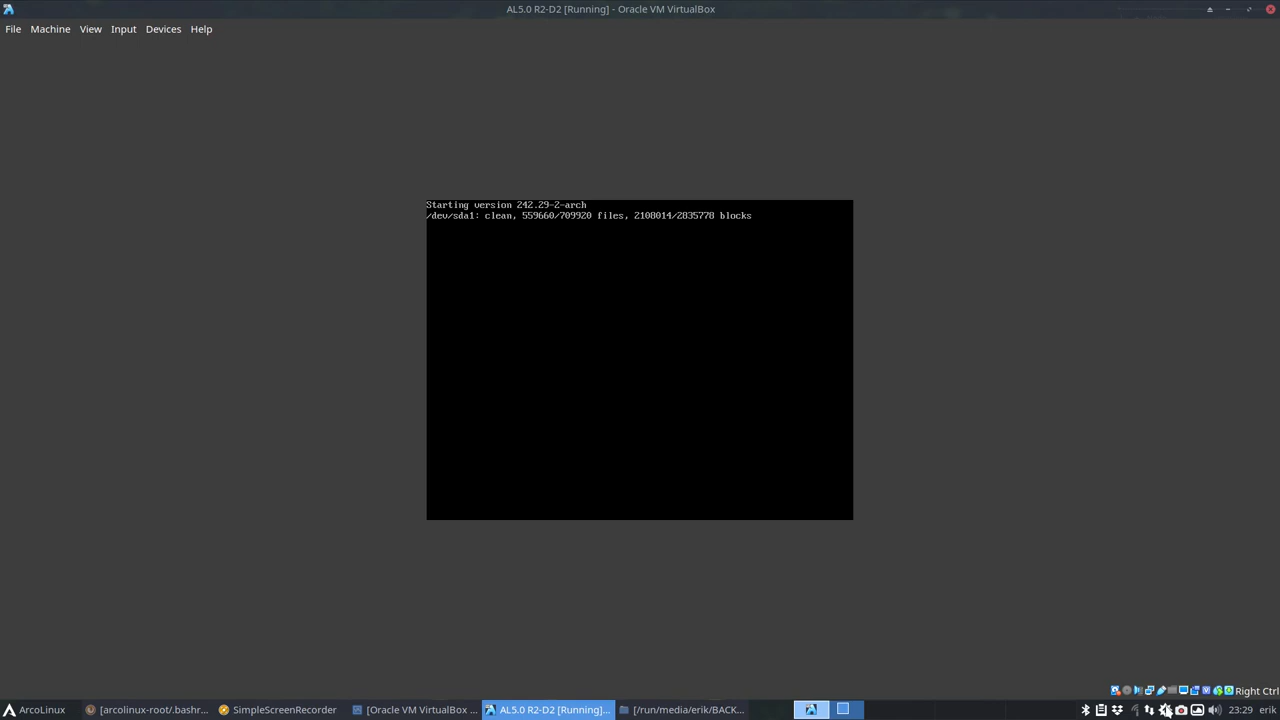 AL5.0 R2-D2 [Running] - Oracle VM VirtualBox
File Machine View Input Devices Help
Starting version 242.29-2-arch
/dev/sda1: clean, 559660/709920 files, 2108014/2835778 blocks
Right Ctrl
ArcoLinux [arcolinux-root/.bashr... SimpleScreenRecorder [Oracle VM VirtualBox ... AL5.0 R2-D2 [Running]... [/run/media/erik/BACK... 23:29 erik